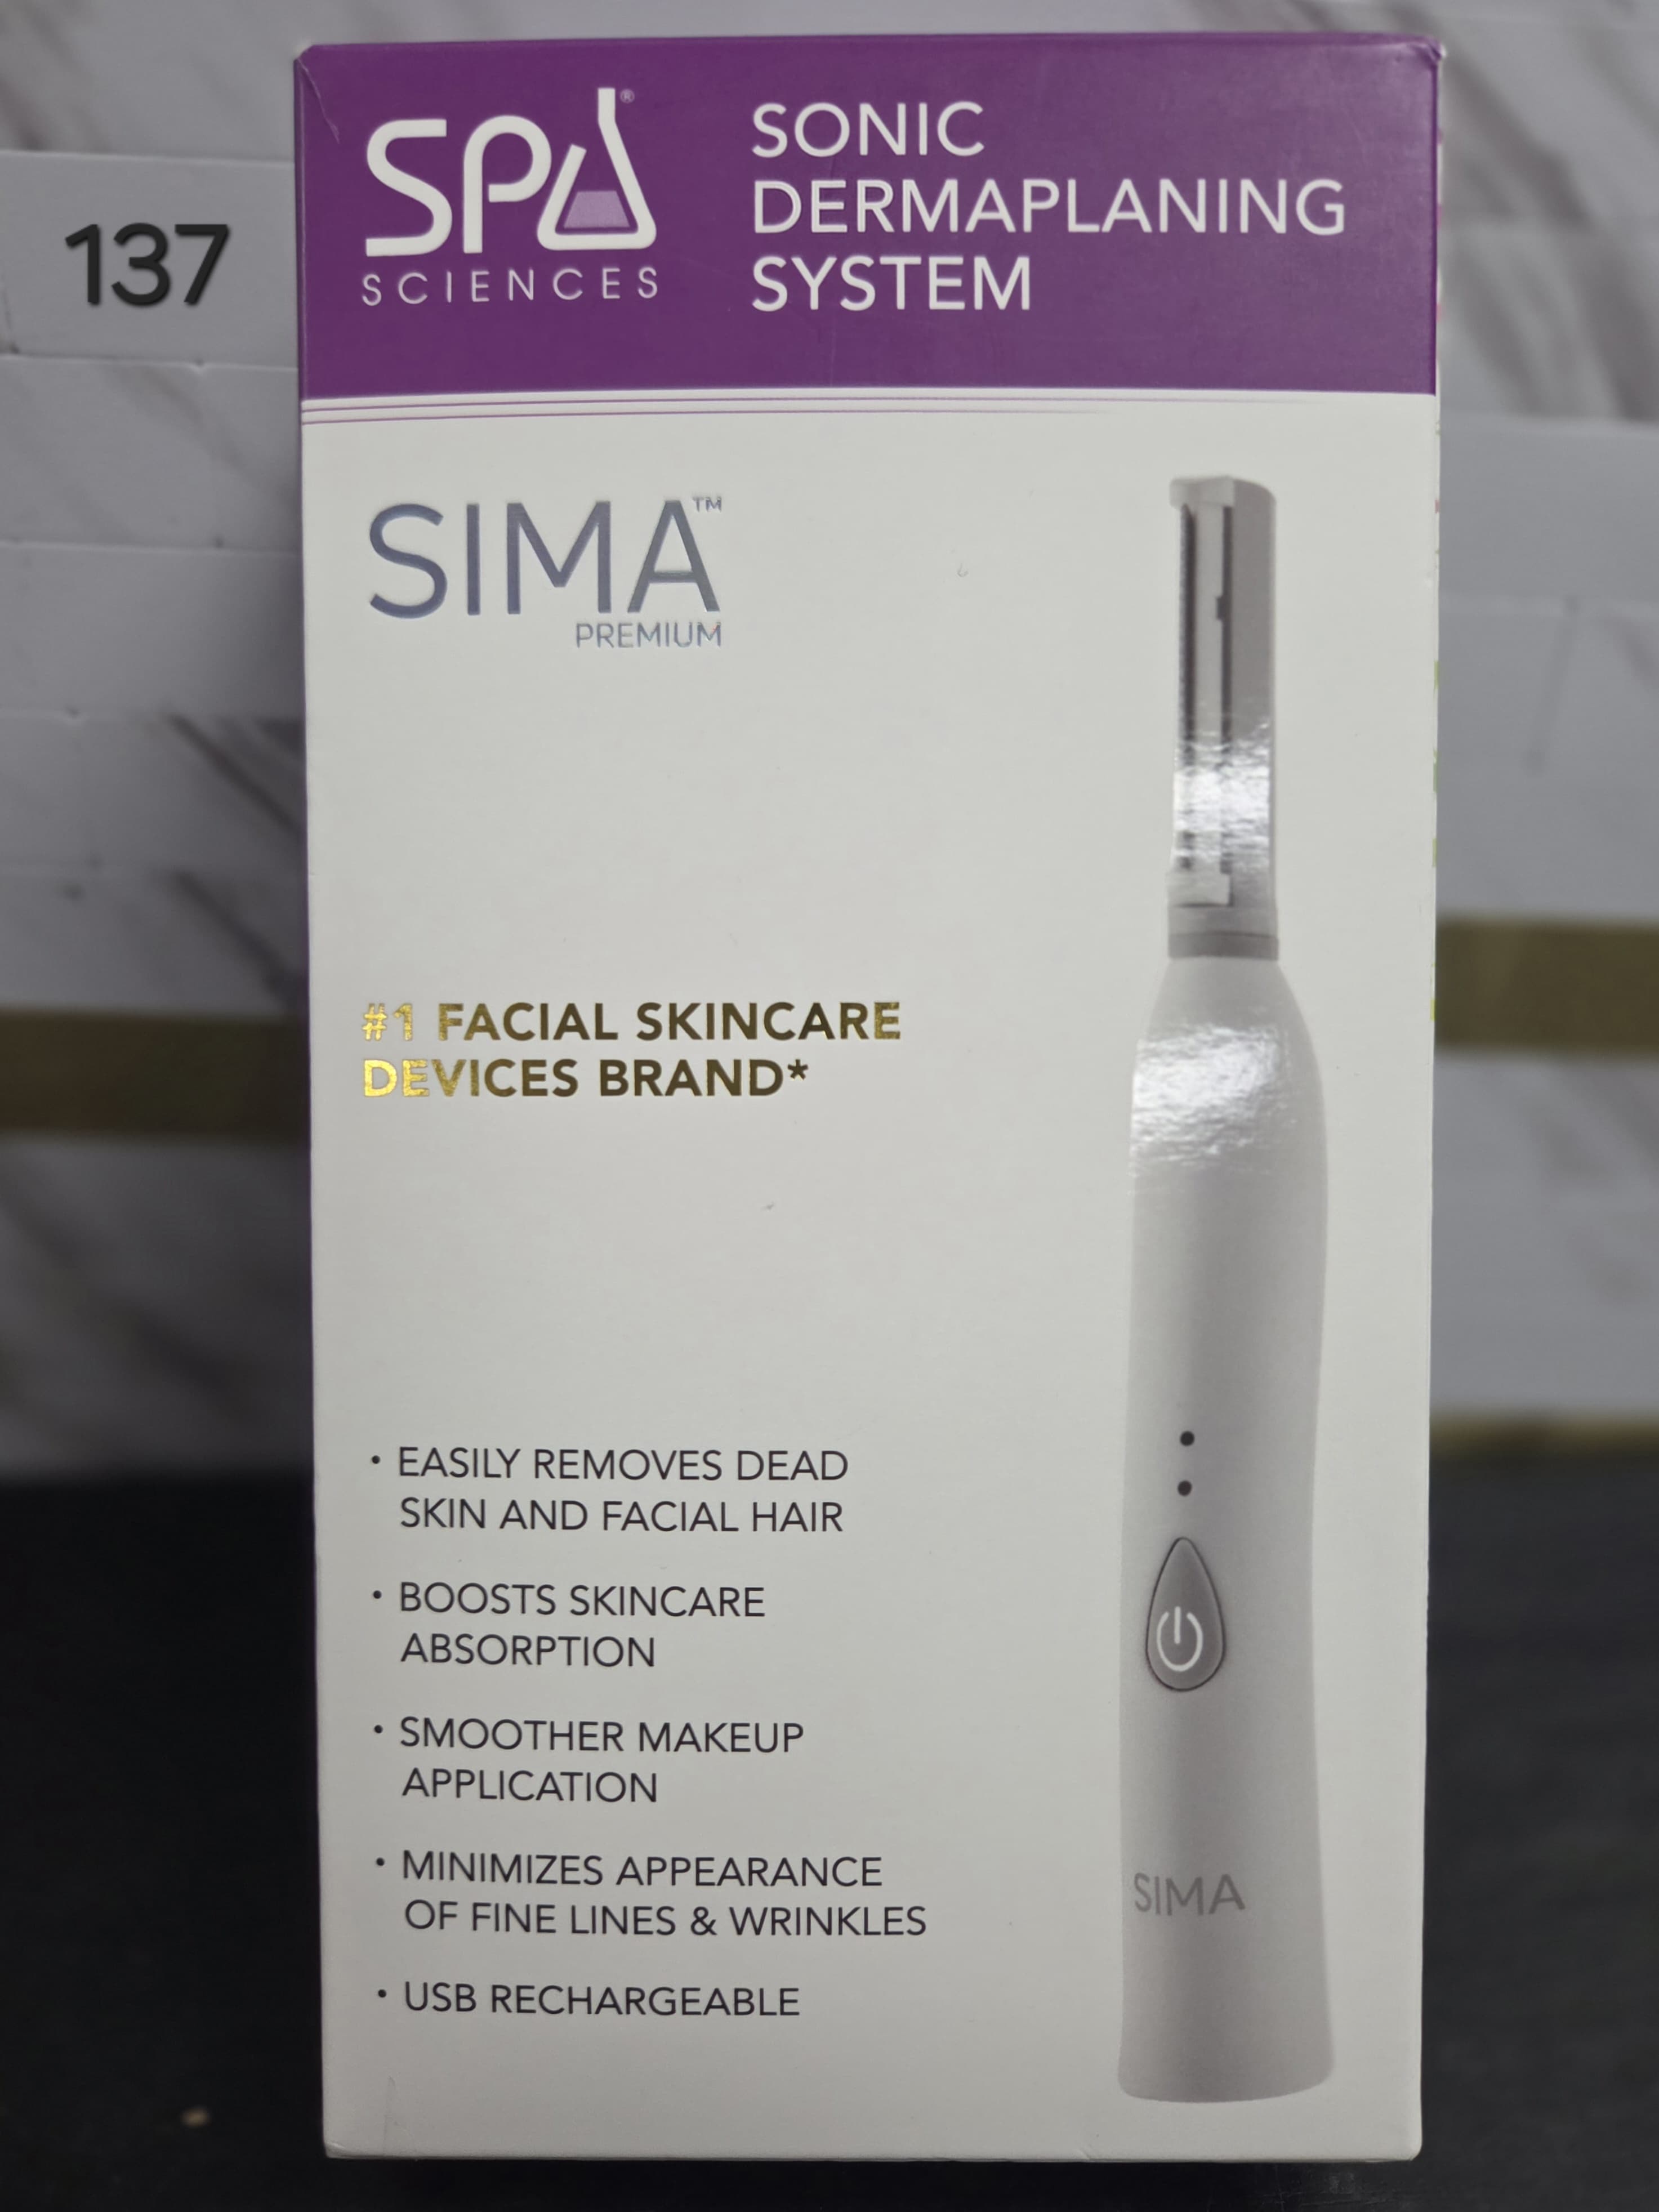 137
SPA®
SCIENCES
SONIC
DERMAPLANING
SYSTEM
SIMA™
PREMIUM
#1 FACIAL SKINCARE
DEVICES BRAND*
• EASILY REMOVES DEAD
SKIN AND FACIAL HAIR
• BOOSTS SKINCARE
ABSORPTION
• SMOOTHER MAKEUP
APPLICATION
• MINIMIZES APPEARANCE
OF FINE LINES & WRINKLES
• USB RECHARGEABLE
SIMA